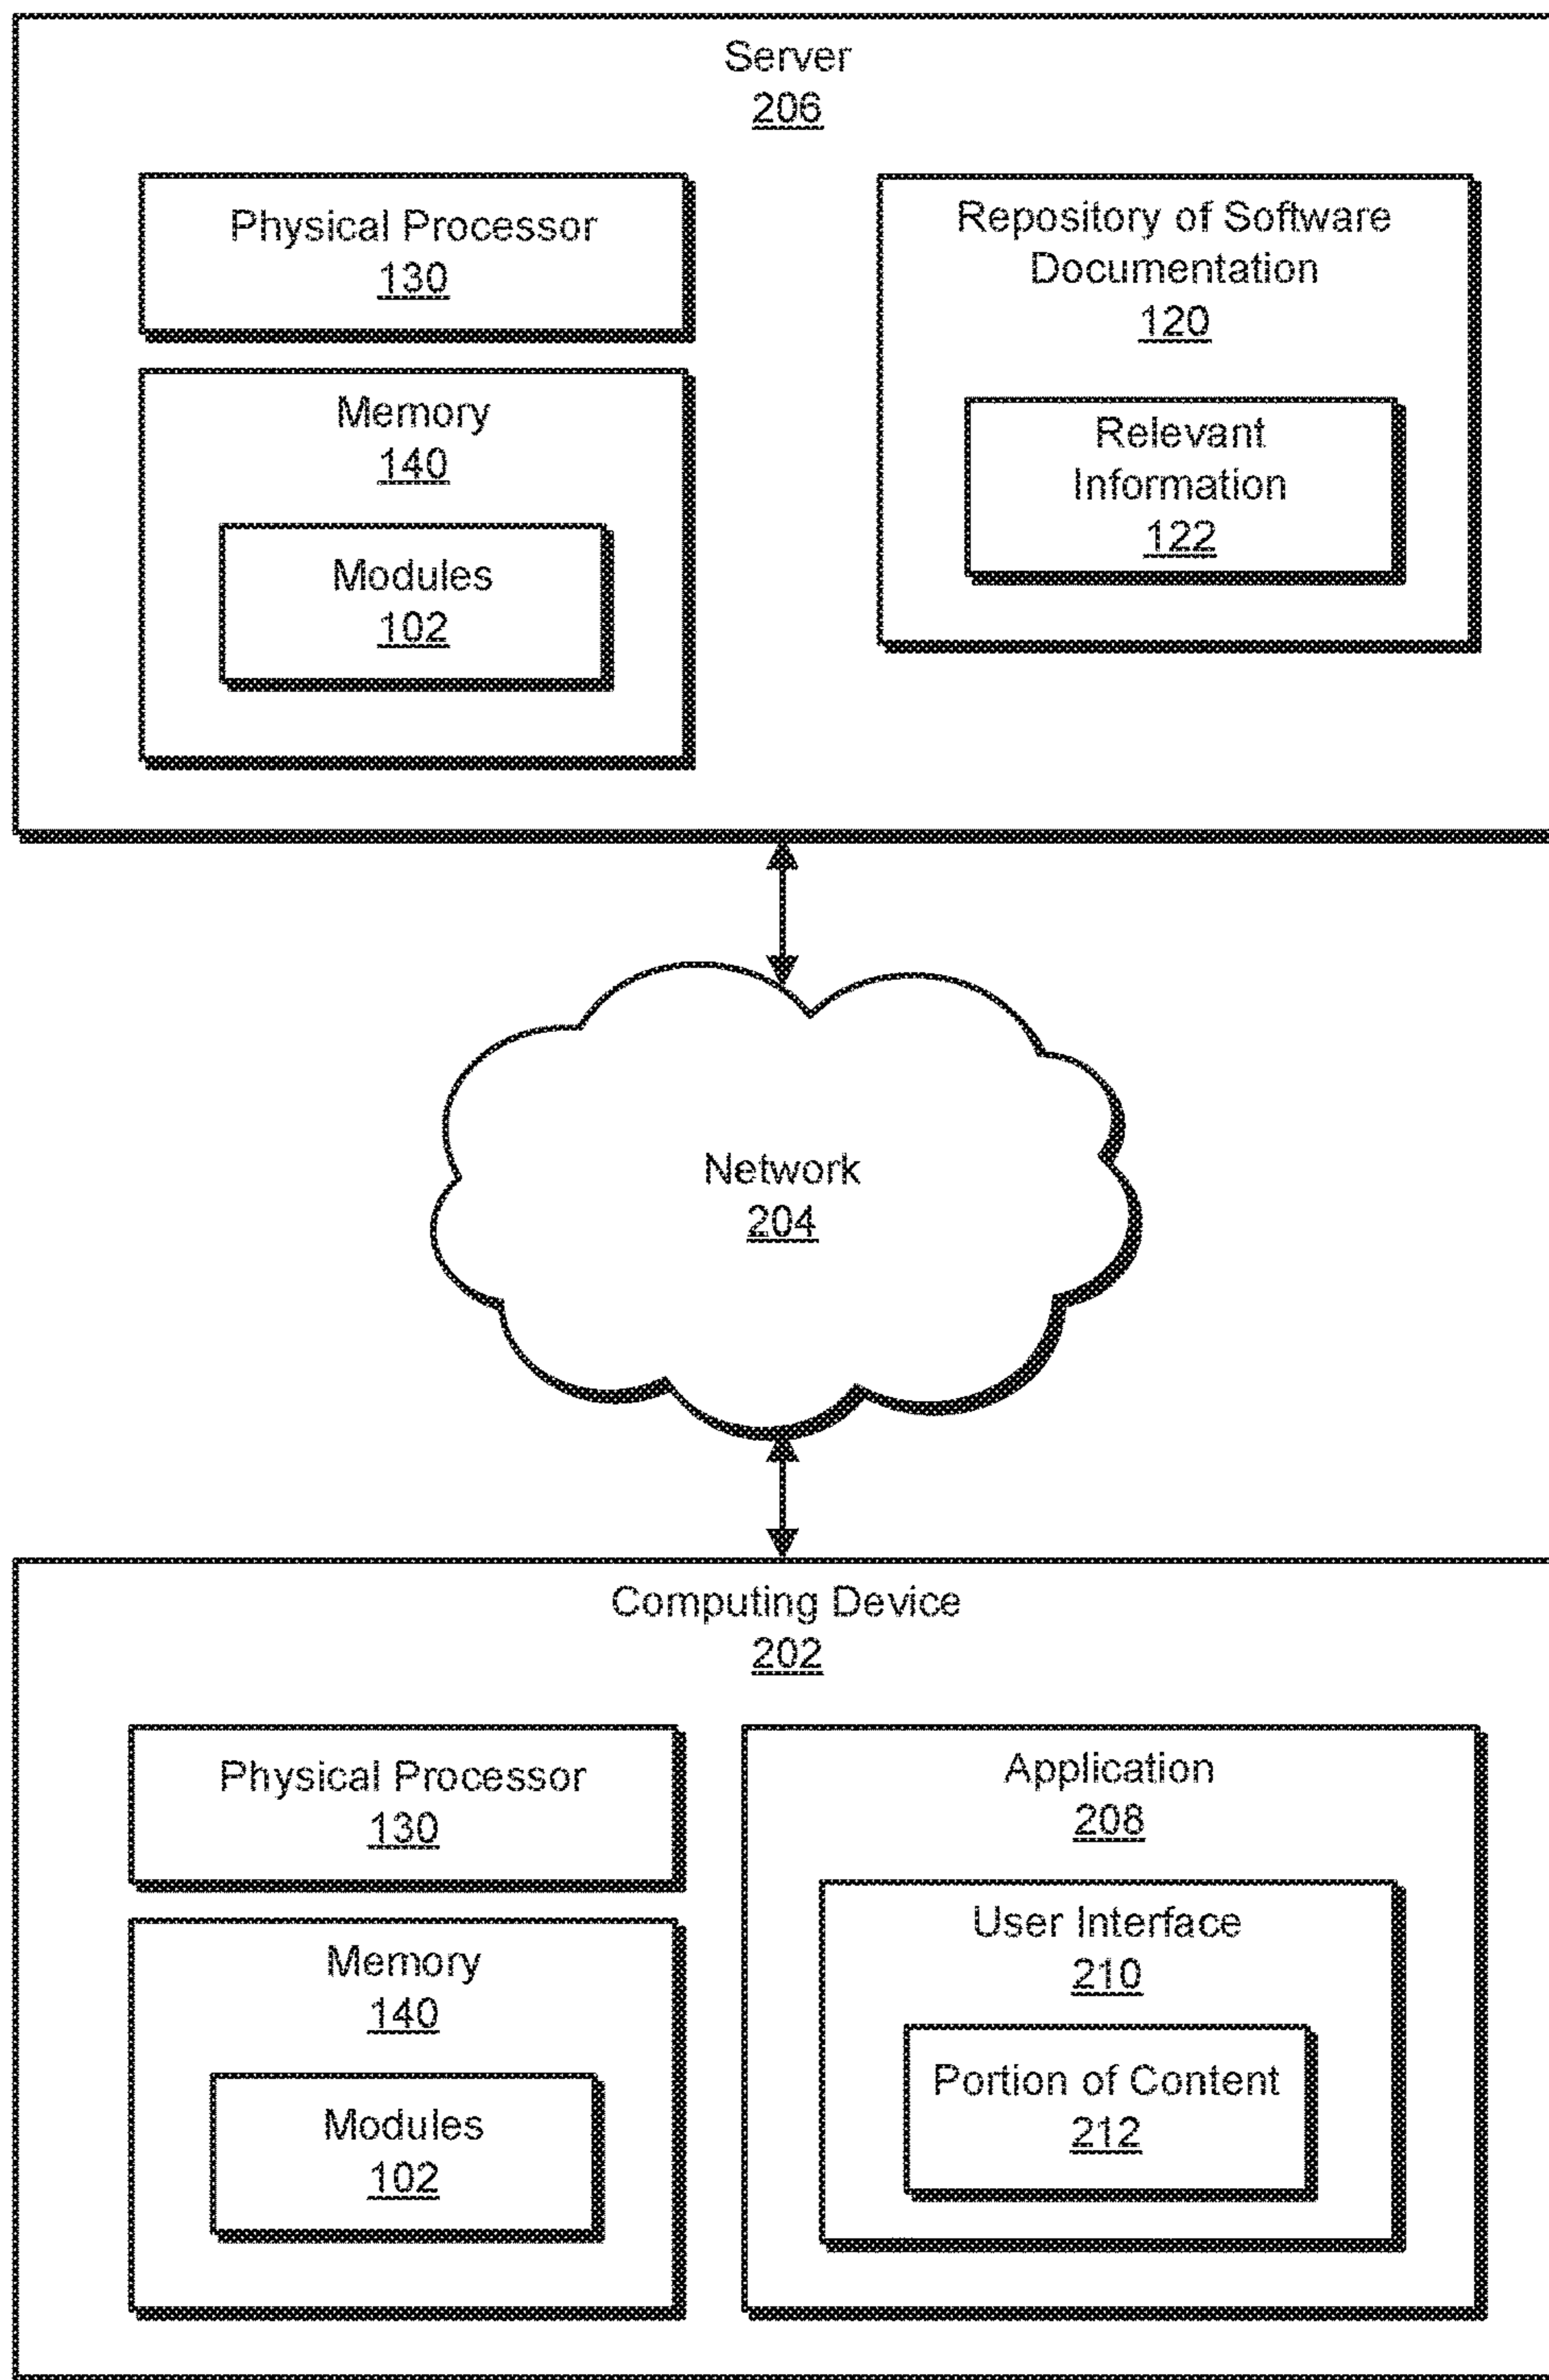 Server
206
Physical Processor
130
Memory
140
Modules
102
Repository of Software
Documentation
120
Relevant
Information
122
Network
204
Computing Device
202
Physical Processor
130
Memory
140
Modules
102
Application
208
User Interface
210
Portion of Content
212